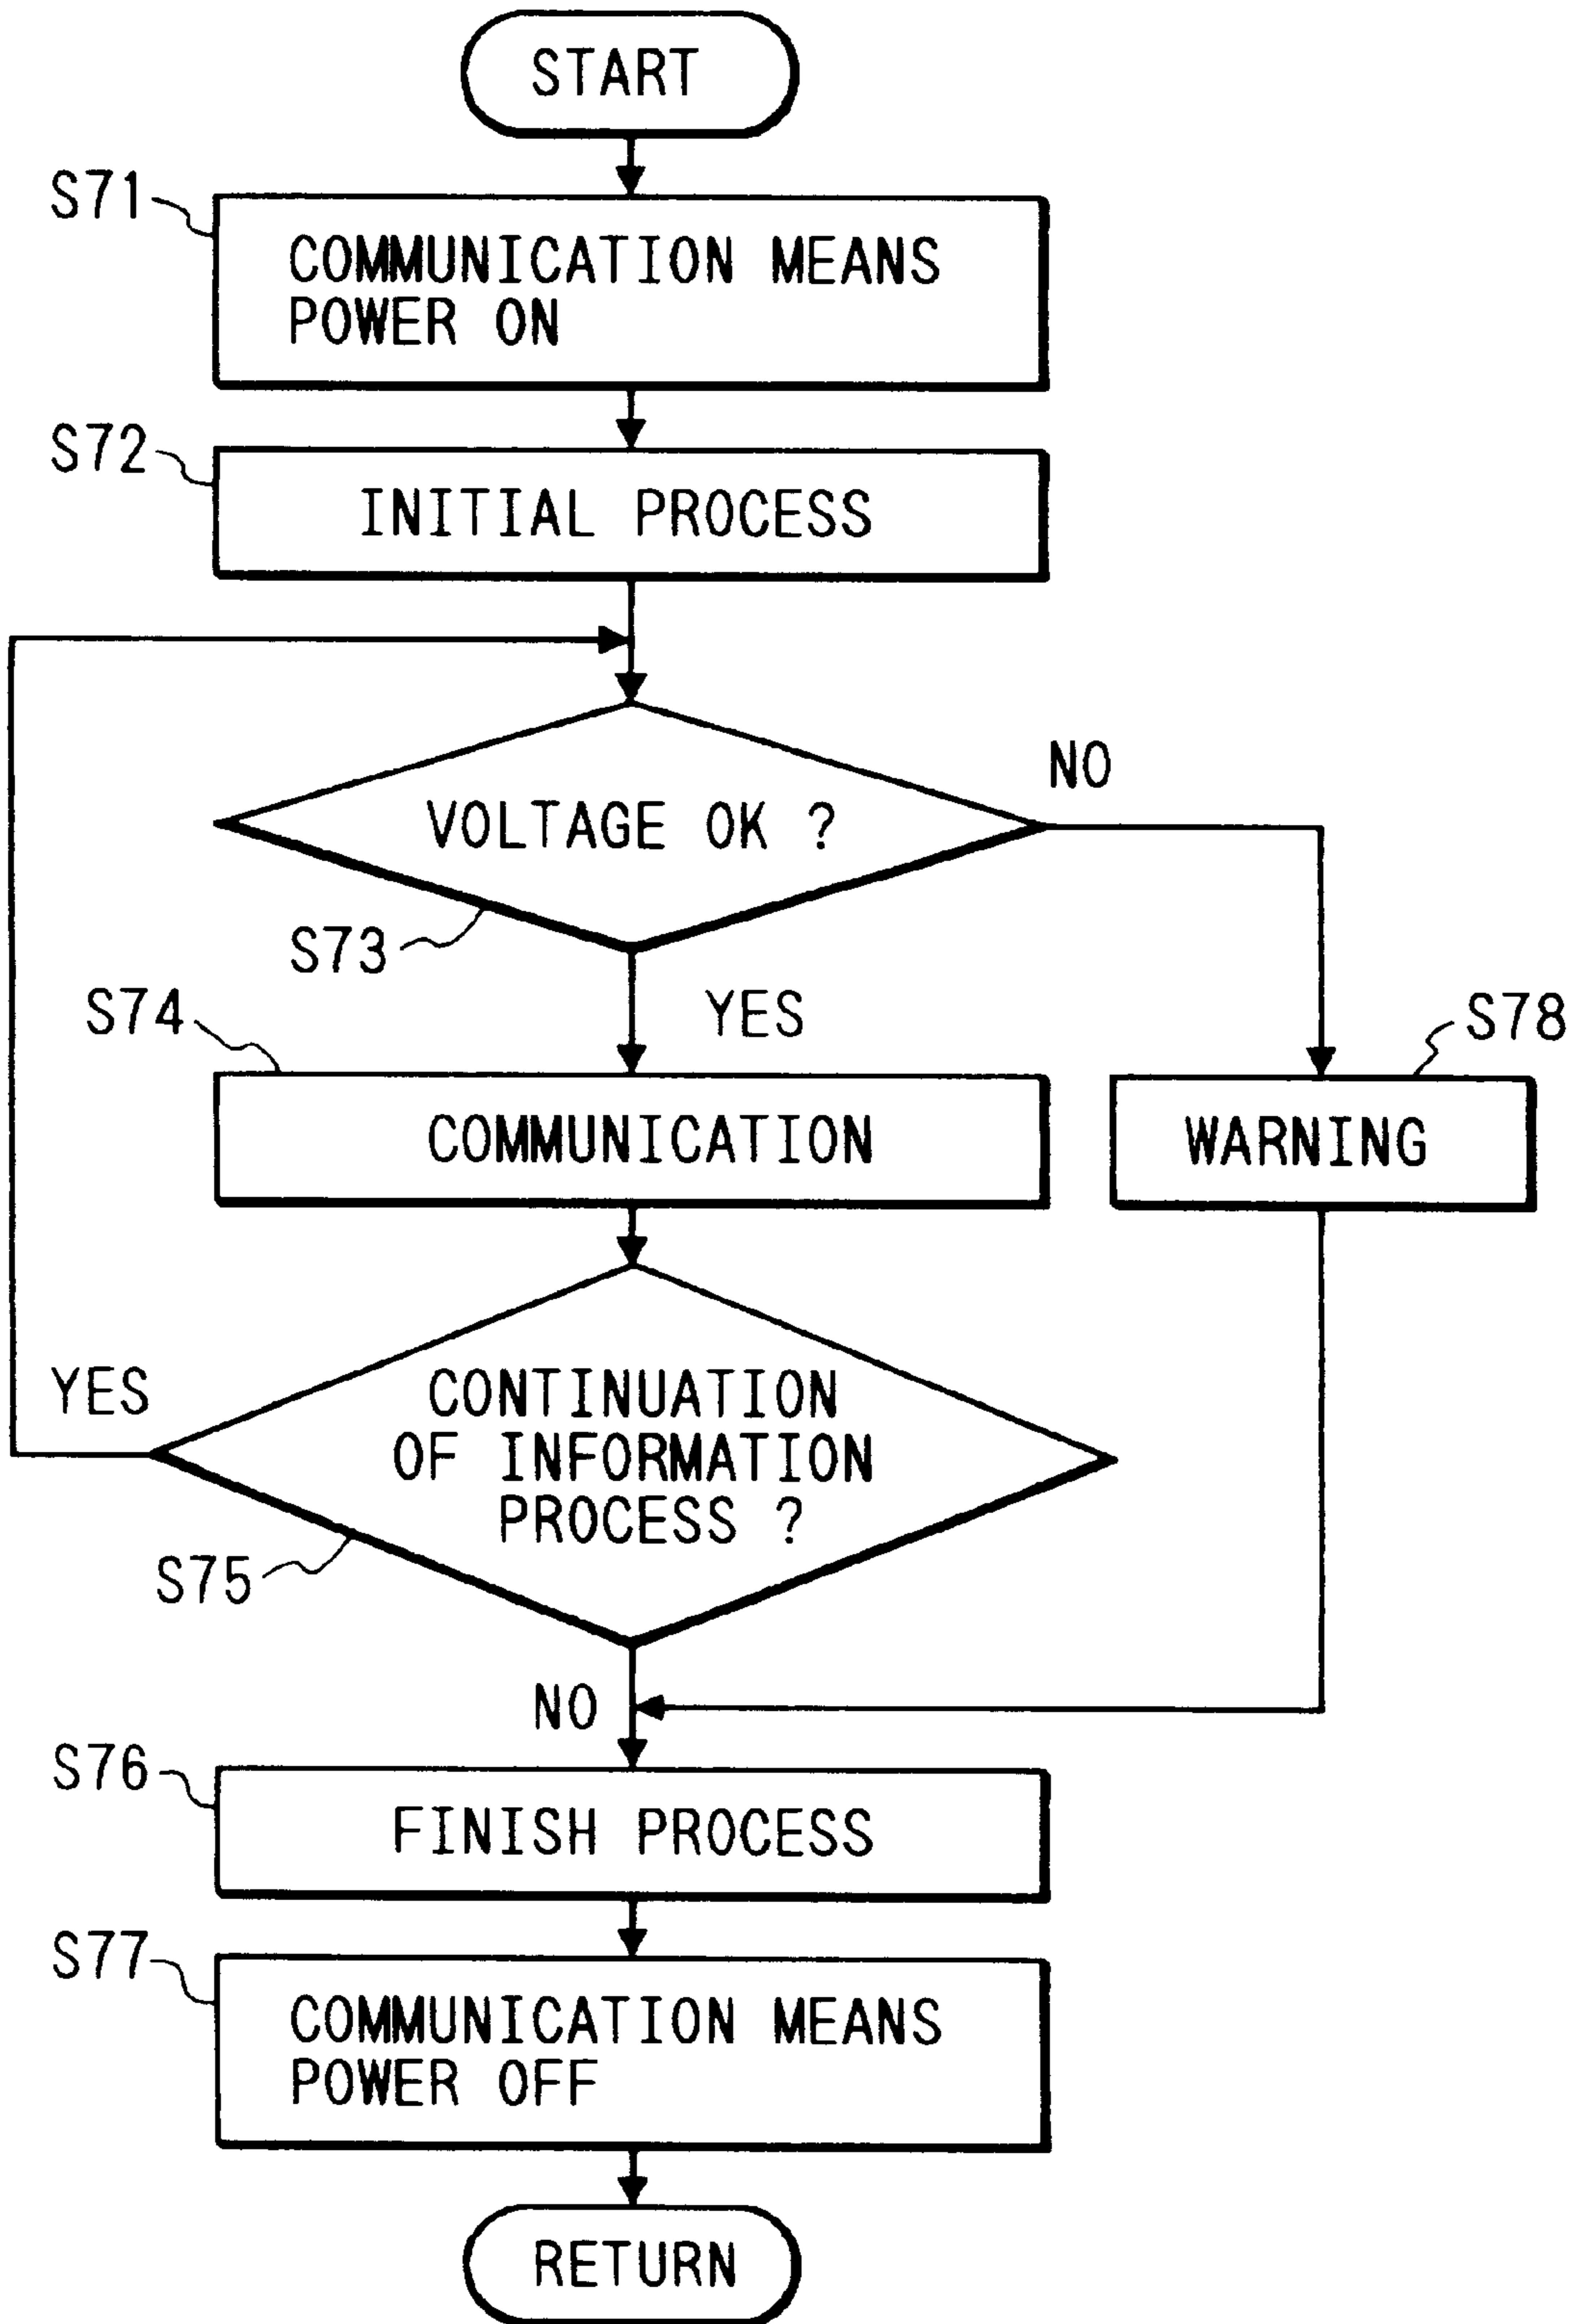 START
S71
COMMUNICATION MEANS
POWER ON
S72
INITIAL PROCESS
VOLTAGE OK ?
NO
S73
YES
S74
COMMUNICATION
S78
WARNING
CONTINUATION
OF INFORMATION
PROCESS ?
YES
S75
NO
S76
FINISH PROCESS
S77
COMMUNICATION MEANS
POWER OFF
RETURN